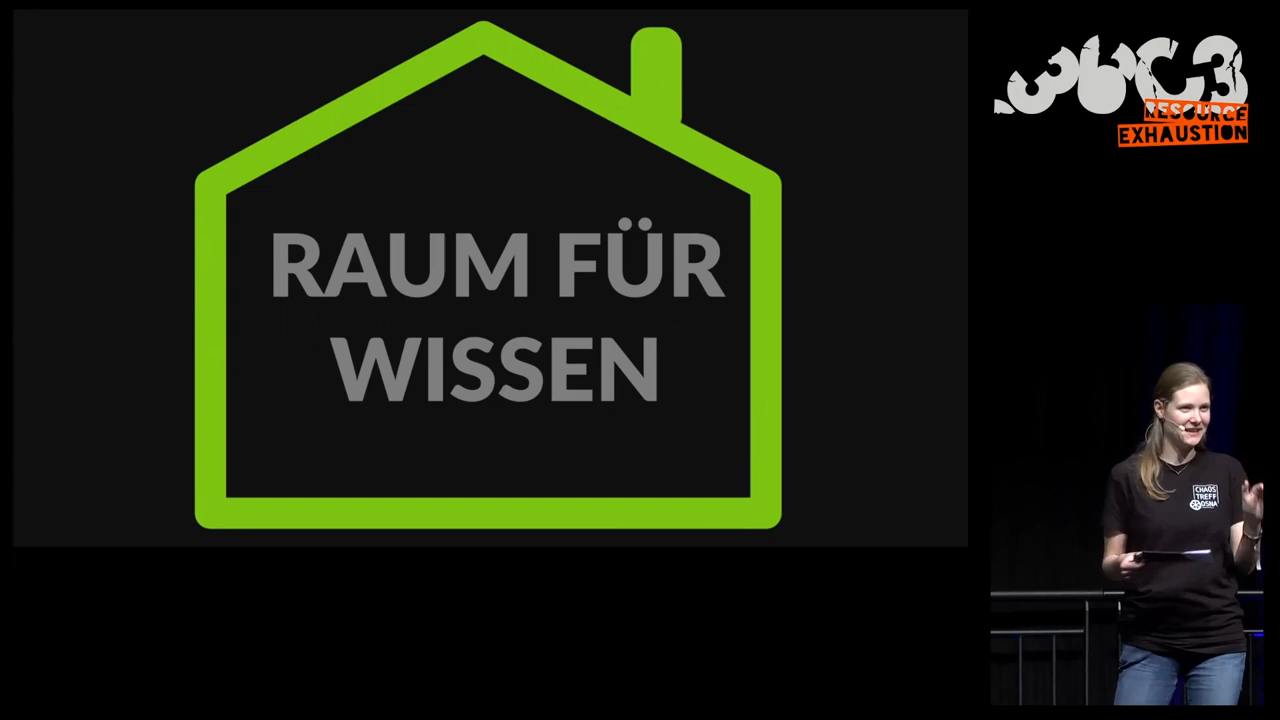 RAUM FÜR
WISSEN
36C3
RESOURCE
EXHAUSTION
CHAOS
TREFF
OSNA